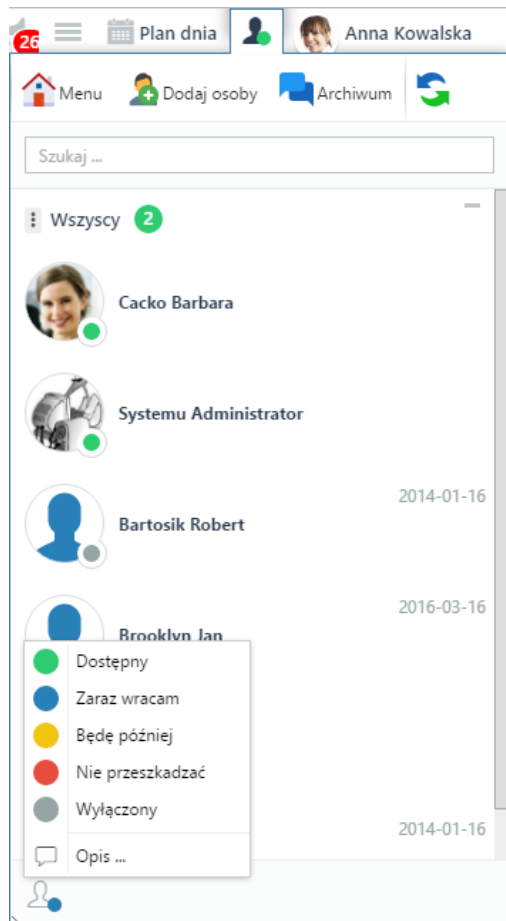 26 Plan dnia Anna Kowalska
Menu Dodaj osoby Archiwum
Szukaj ...
Wszyscy 2
Cacko Barbara
Systemu Administrator
2014-01-16
Bartosik Robert
2016-03-16
Brooklyn Jan
Dostępny
Zaraz wracam
Będę później
Nie przeszkadzać
Wyłączony
2014-01-16
Opis ...